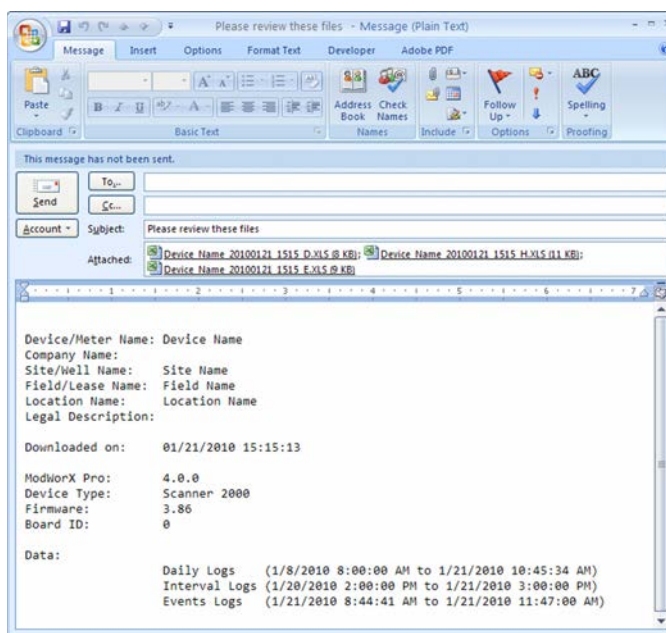 Please review these files - Message (Plain Text)
Message Insert Options Format Text Developer Adobe PDF
Paste
B I U
A A
Address Book
Check Names
Follow Up
ABC
Spelling
Clipboard Basic Text Names Include Options Proofing
This message has not been sent.
Send
To...
Cc...
Account
Subject: Please review these files
Attached: Device Name 20100121 1515 D.XLS (8 KB); Device Name 20100121 1515 H.XLS (11 KB);
Device Name 20100121 1515 E.XLS (9 KB)
1 2 3 4 5 6 7
Device/Meter Name: Device Name
Company Name:
Site/Well Name: Site Name
Field/Lease Name: Field Name
Location Name: Location Name
Legal Description:
Downloaded on: 01/21/2010 15:15:13
ModWorX Pro: 4.0.0
Device Type: Scanner 2000
Firmware: 3.86
Board ID: 0
Data:
Daily Logs (1/8/2010 8:00:00 AM to 1/21/2010 10:45:34 AM)
Interval Logs (1/20/2010 2:00:00 PM to 1/21/2010 3:00:00 PM)
Events Logs (1/21/2010 8:44:41 AM to 1/21/2010 11:47:00 AM)